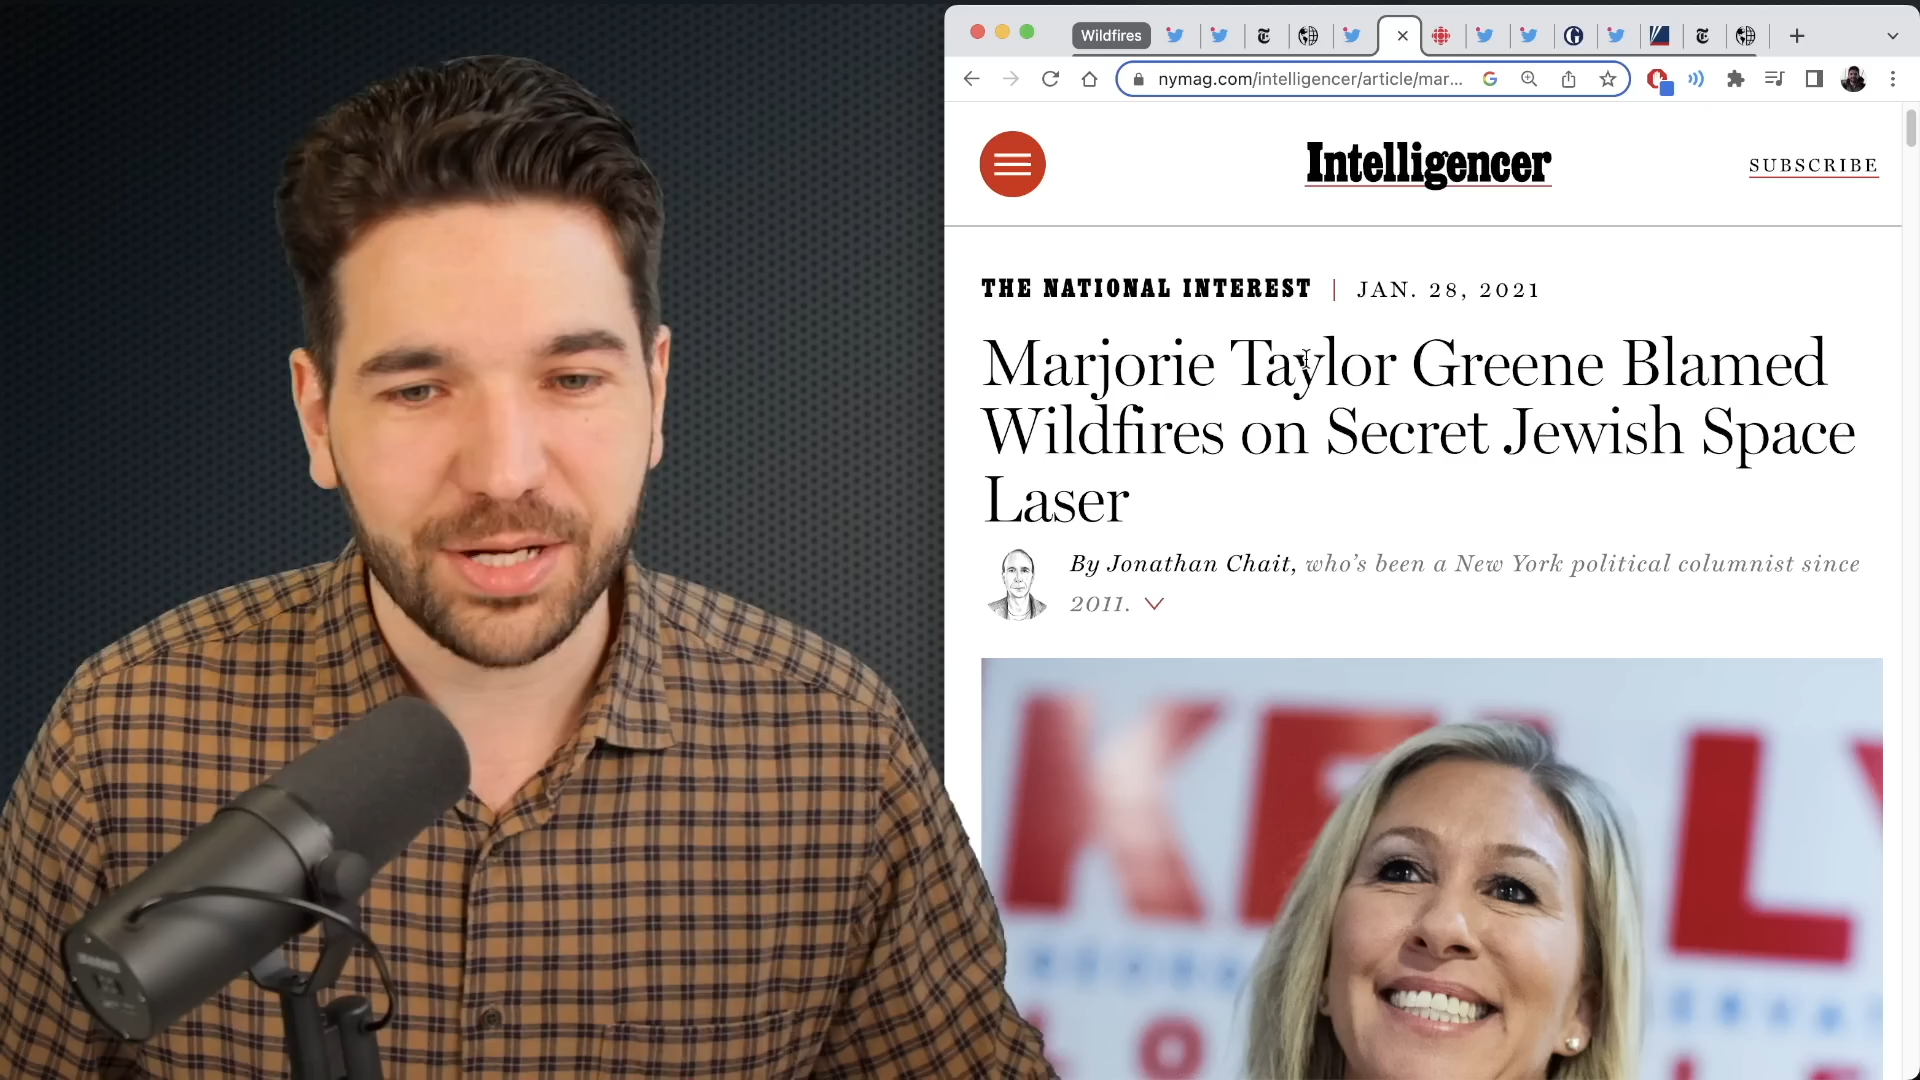 Wildfires
nymag.com/intelligencer/article/mar...
Intelligencer
SUBSCRIBE
THE NATIONAL INTEREST | JAN. 28, 2021
Marjorie Taylor Greene Blamed
Wildfires on Secret Jewish Space
Laser
By Jonathan Chait, who's been a New York political columnist since
2011.
KELLY